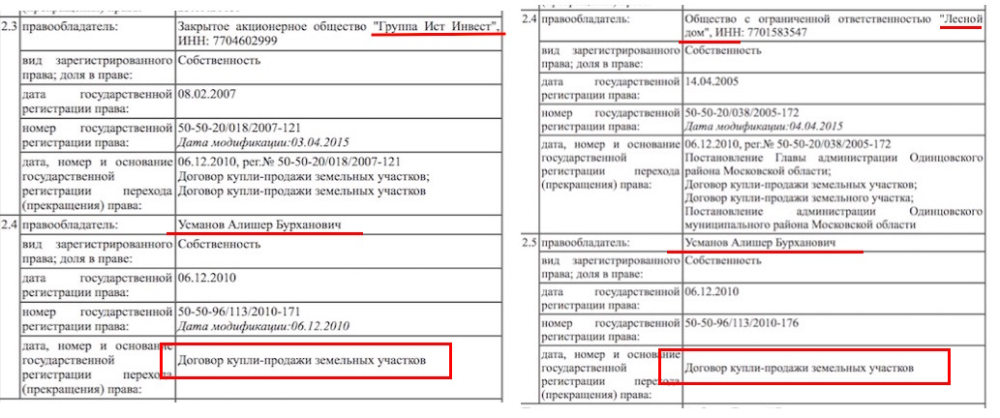 2.3 правообладатель: Закрытое акционерное общество "Группа Ист Инвест",
ИНН: 7704602999
вид зарегистрированного Собственность
права; доля в праве:
дата государственной 08.02.2007
регистрации права:
номер государственной 50-50-20/018/2007-121
регистрации права: Дата модификации:03.04.2015
дата, номер и основание 06.12.2010, рег.№ 50-50-20/018/2007-121
государственной Договор купли-продажи земельных участков;
регистрации перехода Договор купли-продажи земельных участков
(прекращения) права:
2.4 правообладатель: Усманов Алишер Бурханович
вид зарегистрированного Собственность
права; доля в праве:
дата государственной 06.12.2010
регистрации права:
номер государственной 50-50-96/113/2010-171
регистрации права: Дата модификации:06.12.2010
дата, номер и основание
государственной Договор купли-продажи земельных участков
регистрации перехода
(прекращения) права:
2.4 правообладатель: Общество с ограниченной ответственностью "Лесной
дом", ИНН: 7701583547
вид зарегистрированного Собственность
права; доля в праве:
дата государственной 14.04.2005
регистрации права:
номер государственной 50-50-20/038/2005-172
регистрации права: Дата модификации:04.04.2015
дата, номер и основание 06.12.2010, рег.№ 50-50-20/038/2005-172
государственной Постановление Главы администрации Одинцовского
регистрации перехода района Московской области;
(прекращения) права: Договор купли-продажи земельных участков;
Договор купли-продажи земельного участка;
Постановление администрации Одинцовского
муниципального района Московской области
2.5 правообладатель: Усманов Алишер Бурханович
вид зарегистрированного Собственность
права; доля в праве:
дата государственной 06.12.2010
регистрации права:
номер государственной 50-50-96/113/2010-176
регистрации права:
дата, номер и основание
государственной Договор купли-продажи земельных участков
регистрации перехода
(прекращения) права: